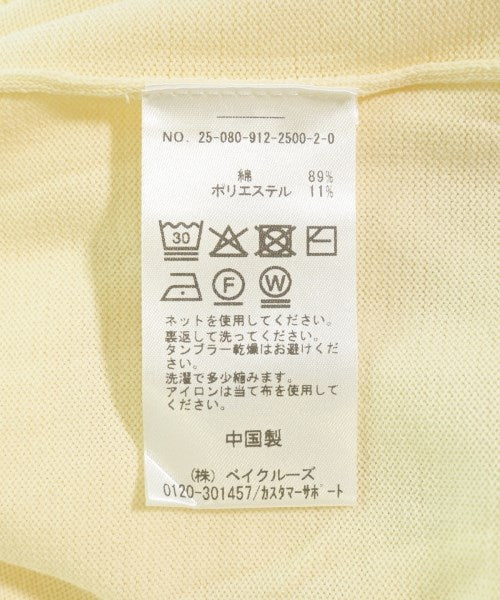 NO. 25-080-912-2500-2-0
綿 89%
ポリエステル 11%
30
F W
ネットを使用してください。
裏返して洗ってください。
タンブラー乾燥はお避けくだ
さい。
洗濯で多少縮みます。
アイロンは当て布を使用して
ください。
中国製
(株) ベイクルーズ
0120-301457/カスタマーサポート